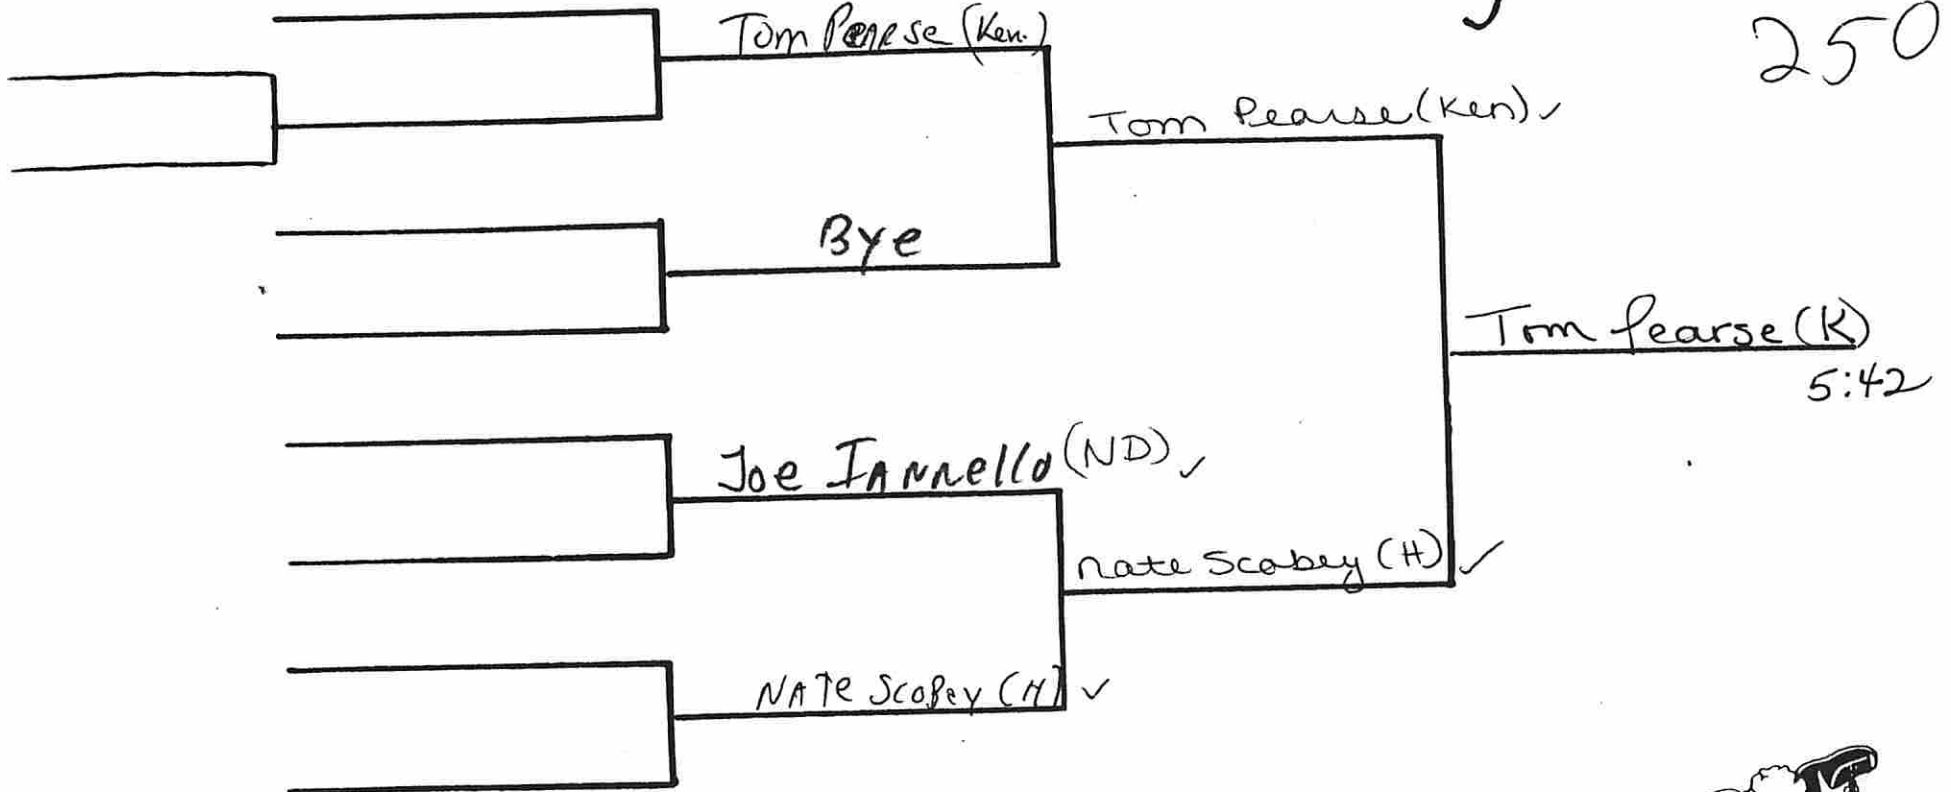 250
Tom Pearse (Ken.)
Tom Pearse (Ken) ✓
Bye
Tom Pearse (K)
5:42
Joe IANNello (ND) ✓
nate Scobey (H) ✓
NATe ScoBey (H) ✓